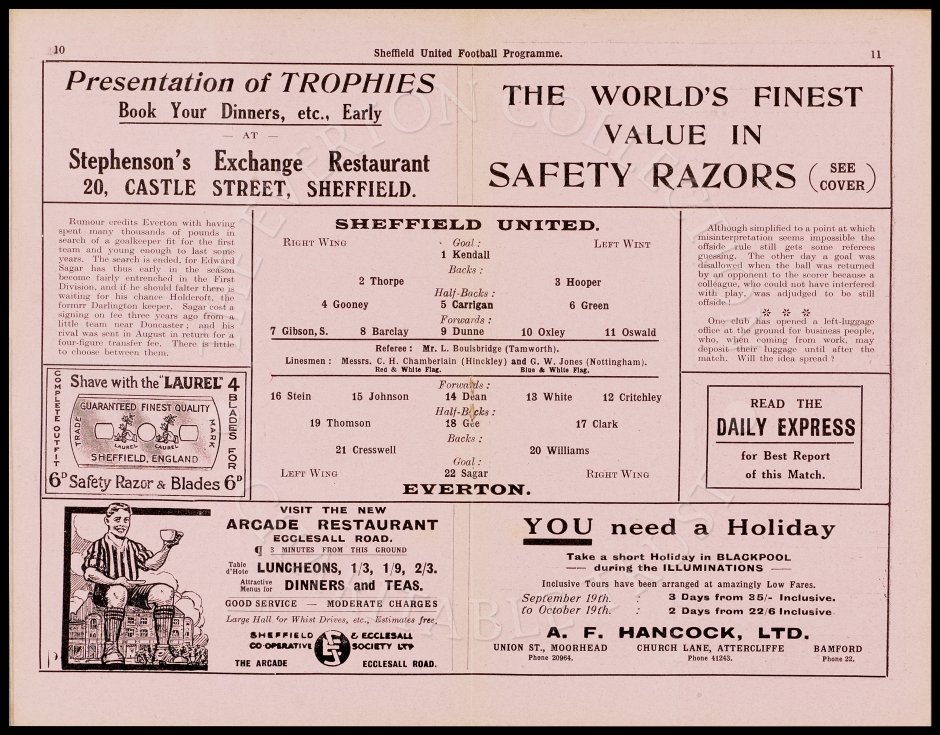 10
Sheffield United Football Programme.
11
Presentation of TROPHIES
Book Your Dinners, etc., Early
— AT —
Stephenson's Exchange Restaurant
20, CASTLE STREET, SHEFFIELD.
THE WORLD'S FINEST
VALUE IN
SAFETY RAZORS (SEE COVER)
Rumour credits Everton with having
spent many thousands of pounds in
search of a goalkeeper fit for the first
team and young enough to last some
years. The search is ended, for Edward
Sagar has thus early in the season
become fairly entrenched in the First
Division, and if he should falter there is
waiting for his chance Holdcroft, the
formrr Darlington keeper. Sagar cost a
signing on fee three years ago from a
little team near Doncaster; and his
rival was sent in August in return for a
four-figure transfer fee. There is little
to choose between them.
COMPLETE OUTFIT
Shave with the "LAUREL"
4 BLADES FOR
GUARANTEED FINEST QUALITY
TRADE MARK
LAUREL LAUREL
SHEFFIELD, ENGLAND
6D Safety Razor & Blades 6D
SHEFFIELD UNITED.
RIGHT WING Goal: LEFT WINT
1 Kendall
Backs:
2 Thorpe 3 Hooper
Half-Backs:
4 Gooney 5 Carrigan 6 Green
Forwards:
7 Gibson, S. 8 Barclay 9 Dunne 10 Oxley 11 Oswald
Referee: Mr. L. Boulsbridge (Tamworth).
Linesmen: Messrs. C. H. Chamberlain (Hinckley) and G. W. Jones (Nottingham).
Red & White Flag. Blue & White Flag.
Forwards:
16 Stein 15 Johnson 14 Dean 13 White 12 Critchley
Half-Backs:
19 Thomson 18 Gee 17 Clark
Backs:
21 Cresswell 20 Williams
Goal:
LEFT WING 22 Sagar RIGHT WING
EVERTON.
Although simplified to a point at which
misinterpretation seems impossible the
offside rule still gets some referees
guessing. The other day a goal was
disallowed when the ball was returned
by an opponent to the scorer because a
colleague, who could not have interfered
with play, was adjudged to be still
offside!
* * *
One club has opened a left-luggage
office at the ground for business people,
who, when coming from work, may
deposit their luggage until after the
match. Will the idea spread?
READ THE
DAILY EXPRESS
for Best Report
of this Match.
VISIT THE NEW
ARCADE RESTAURANT
ECCLESALL ROAD.
¶ 3 MINUTES FROM THIS GROUND
Table d'Hote LUNCHEONS, 1/3, 1/9, 2/3.
Attractive Menus for DINNERS and TEAS.
GOOD SERVICE — MODERATE CHARGES
Large Hall for Whist Drives, etc., Estimates free.
SHEFFIELD & ECCLESALL
CO-OPERATIVE SOCIETY LTD
THE ARCADE ECCLESALL ROAD.
YOU need a Holiday
Take a short Holiday in BLACKPOOL
— during the ILLUMINATIONS —
Inclusive Tours have been arranged at amazingly Low Fares.
September 19th. : 3 Days from 35/- Inclusive.
to October 19th. : 2 Days from 22/6 Inclusive
A. F. HANCOCK, LTD.
UNION ST., MOORHEAD CHURCH LANE, ATTERCLIFFE BAMFORD
Phone 20964. Phone 41243. Phone 22.